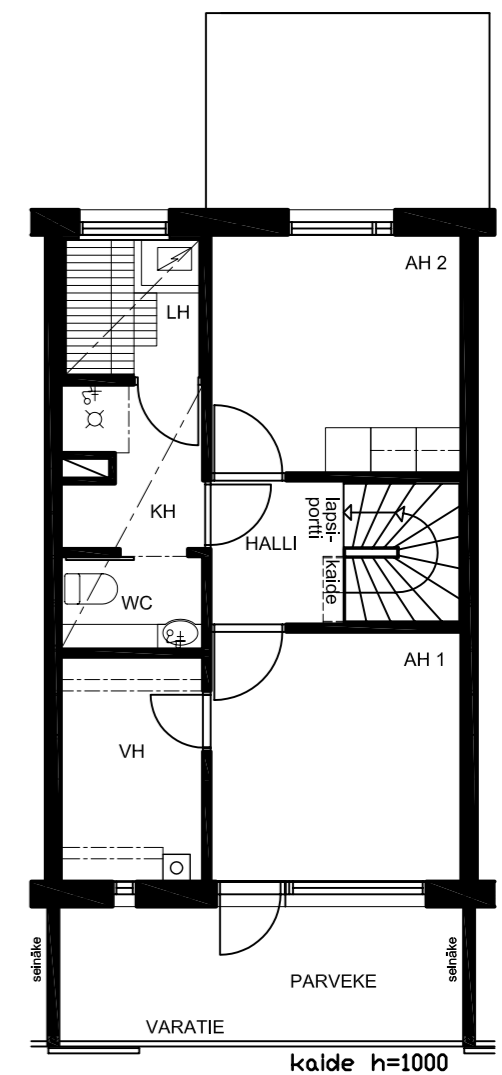 AH 2
LH
KH
lapsi-
portti
HALLI
kaide
WC
AH 1
VH
seinäke
seinäke
PARVEKE
VARATIE
kaide h=1000